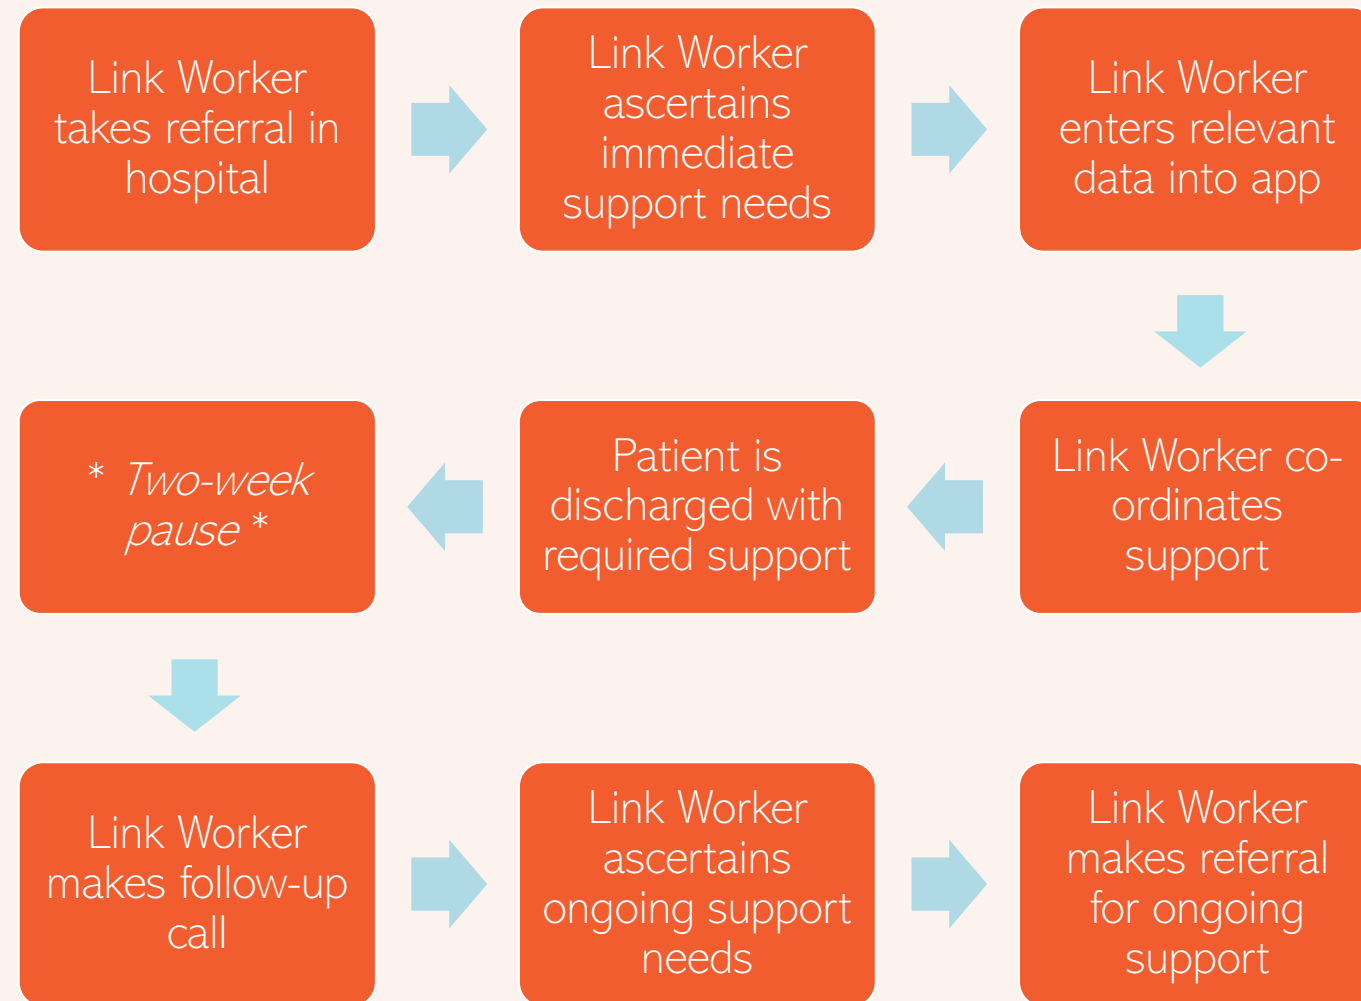 Link Worker
takes referral in
hospital
Link Worker
ascertains
immediate
support needs
Link Worker
enters relevant
data into app
Link Worker co-
ordinates
support
Patient is
discharged with
required support
* Two-week
pause *
Link Worker
makes follow-up
call
Link Worker
ascertains
ongoing support
needs
Link Worker
makes referral
for ongoing
support